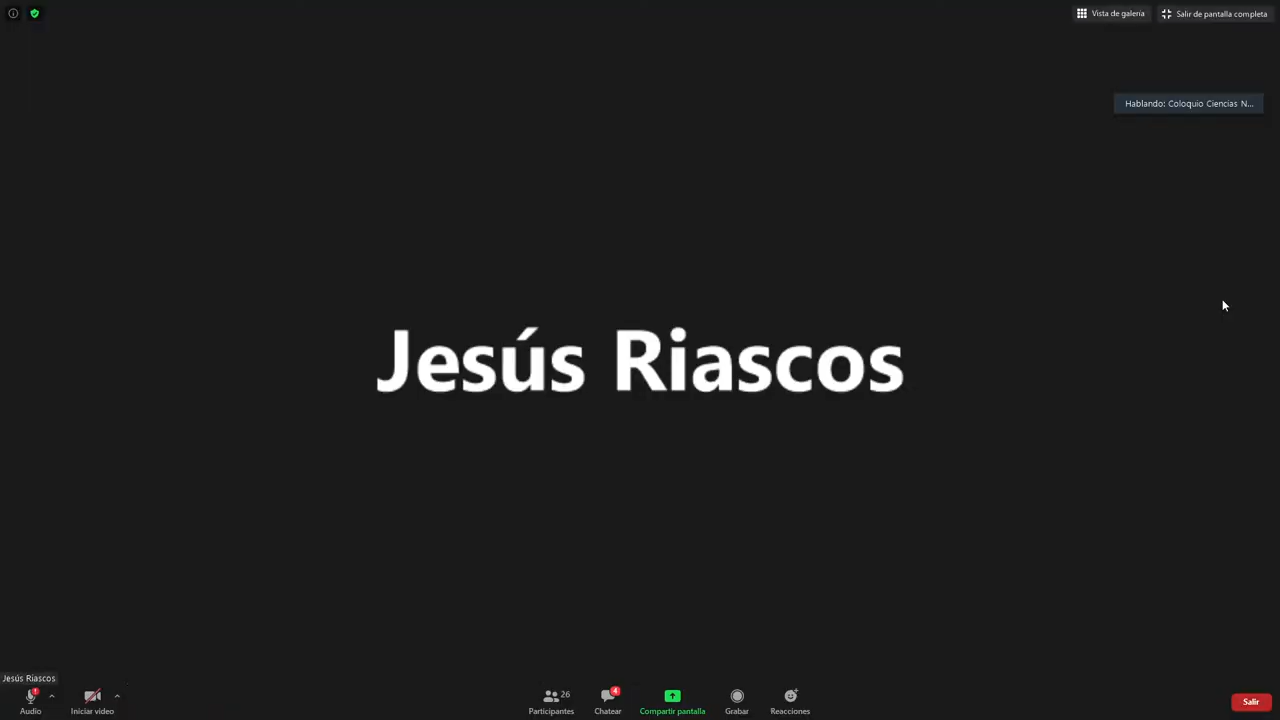 Vista de galería
Salir de pantalla completa
Hablando: Coloquio Ciencias N...
Jesús Riascos
Jesús Riascos
Audio
Iniciar video
26
Participantes
4
Chatear
Compartir pantalla
Grabar
Reacciones
Salir